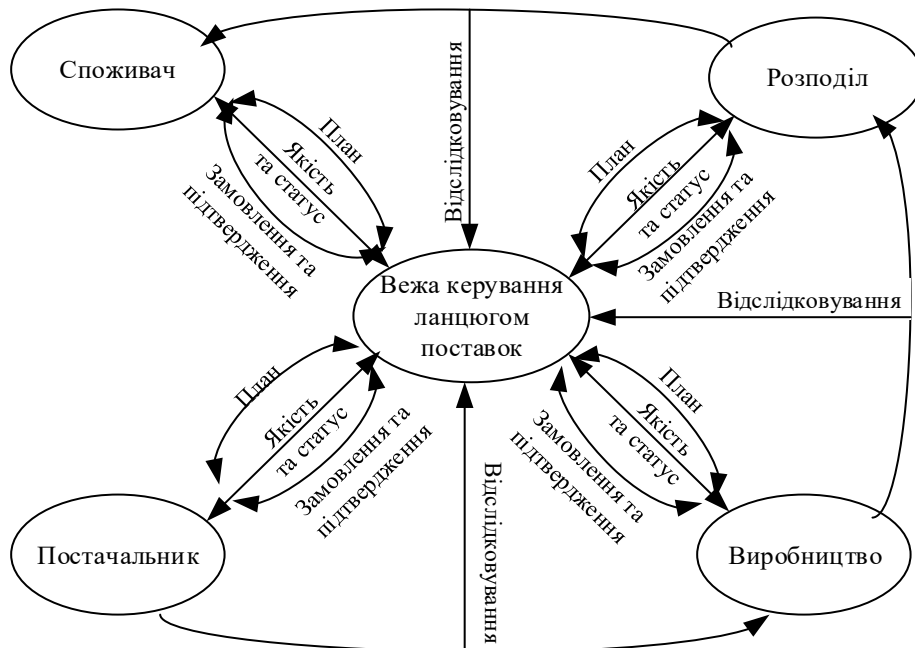 Споживач
Розподіл
Відслідковування
План
Якість
та статус
Замовлення та
підтвердження
План
Якість
та статус
Замовлення та
підтвердження
Вежа керування
ланцюгом
поставок
Відслідковування
План
Якість
та статус
Замовлення та
підтвердження
План
Якість
та статус
Замовлення та
підтвердження
Відслідковування
Постачальник
Виробництво